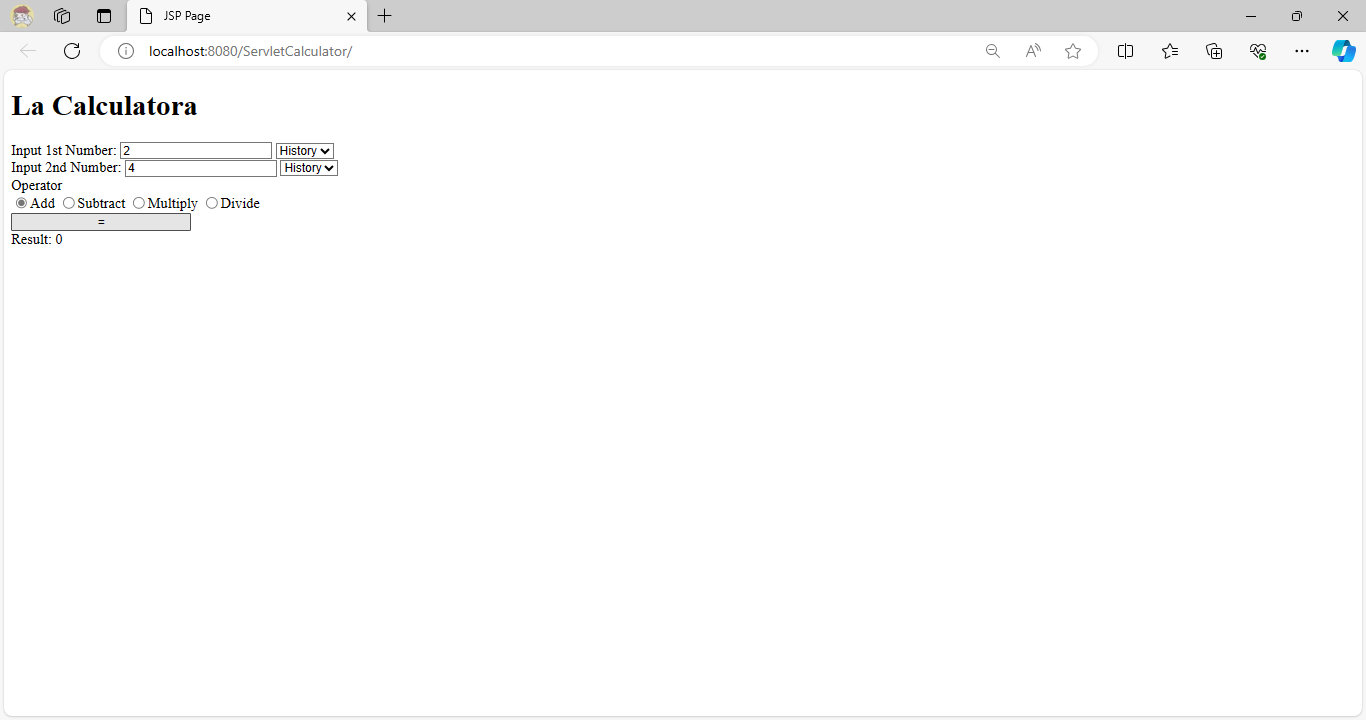 JSP Page
localhost:8080/ServletCalculator/
La Calculatora
Input 1st Number: 2 History
Input 2nd Number: 4 History
Operator
Add Subtract Multiply Divide
=
Result: 0